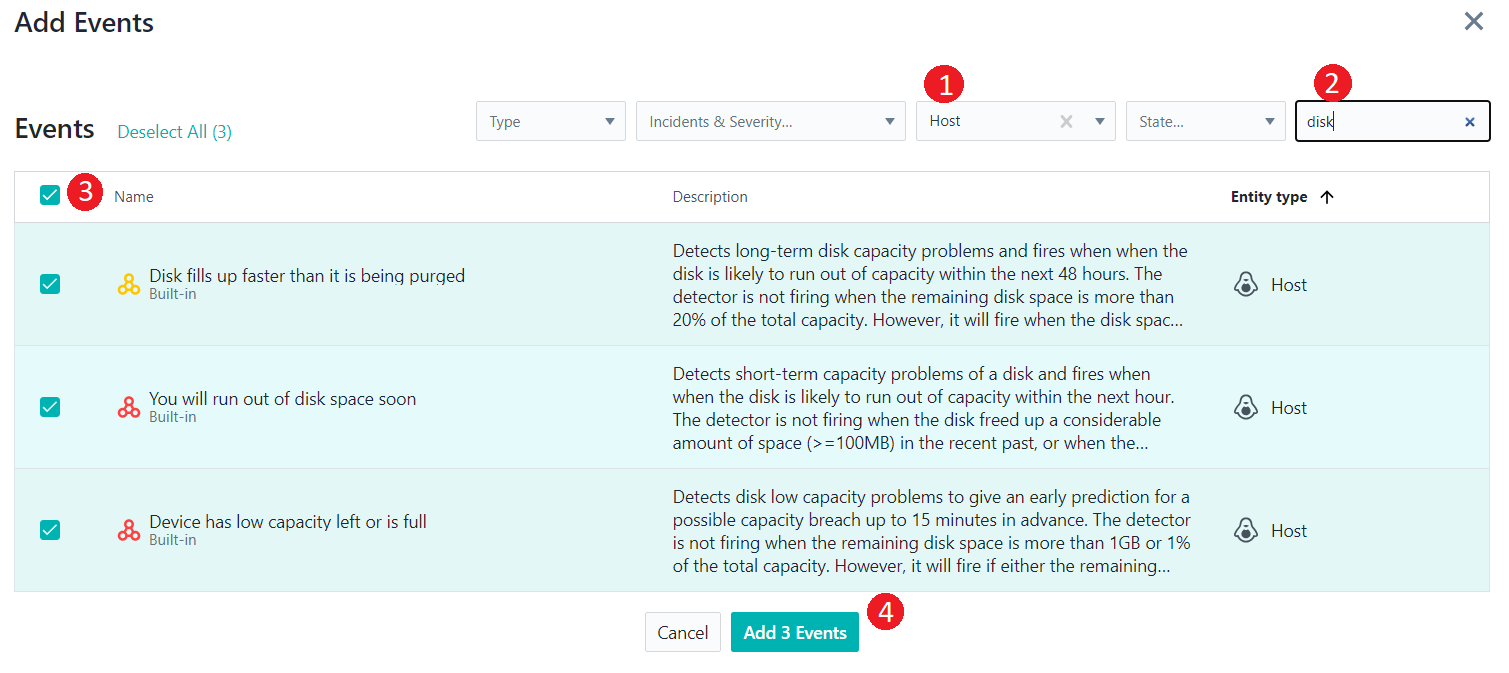 Add Events
1
2
Events Deselect All (3) Type Incidents & Severity... Host State... disk
3 Name Description Entity type
Disk fills up faster than it is being purged
Built-in
Detects long-term disk capacity problems and fires when when the
disk is likely to run out of capacity within the next 48 hours. The
detector is not firing when the remaining disk space is more than
20% of the total capacity. However, it will fire when the disk spac...
Host
You will run out of disk space soon
Built-in
Detects short-term capacity problems of a disk and fires when
when the disk is likely to run out of capacity within the next hour.
The detector is not firing when the disk freed up a considerable
amount of space (>=100MB) in the recent past, or when the...
Host
Device has low capacity left or is full
Built-in
Detects disk low capacity problems to give an early prediction for a
possible capacity breach up to 15 minutes in advance. The detector
is not firing when the remaining disk space is more than 1GB or 1%
of the total capacity. However, it will fire if either the remaining...
Host
Cancel Add 3 Events 4